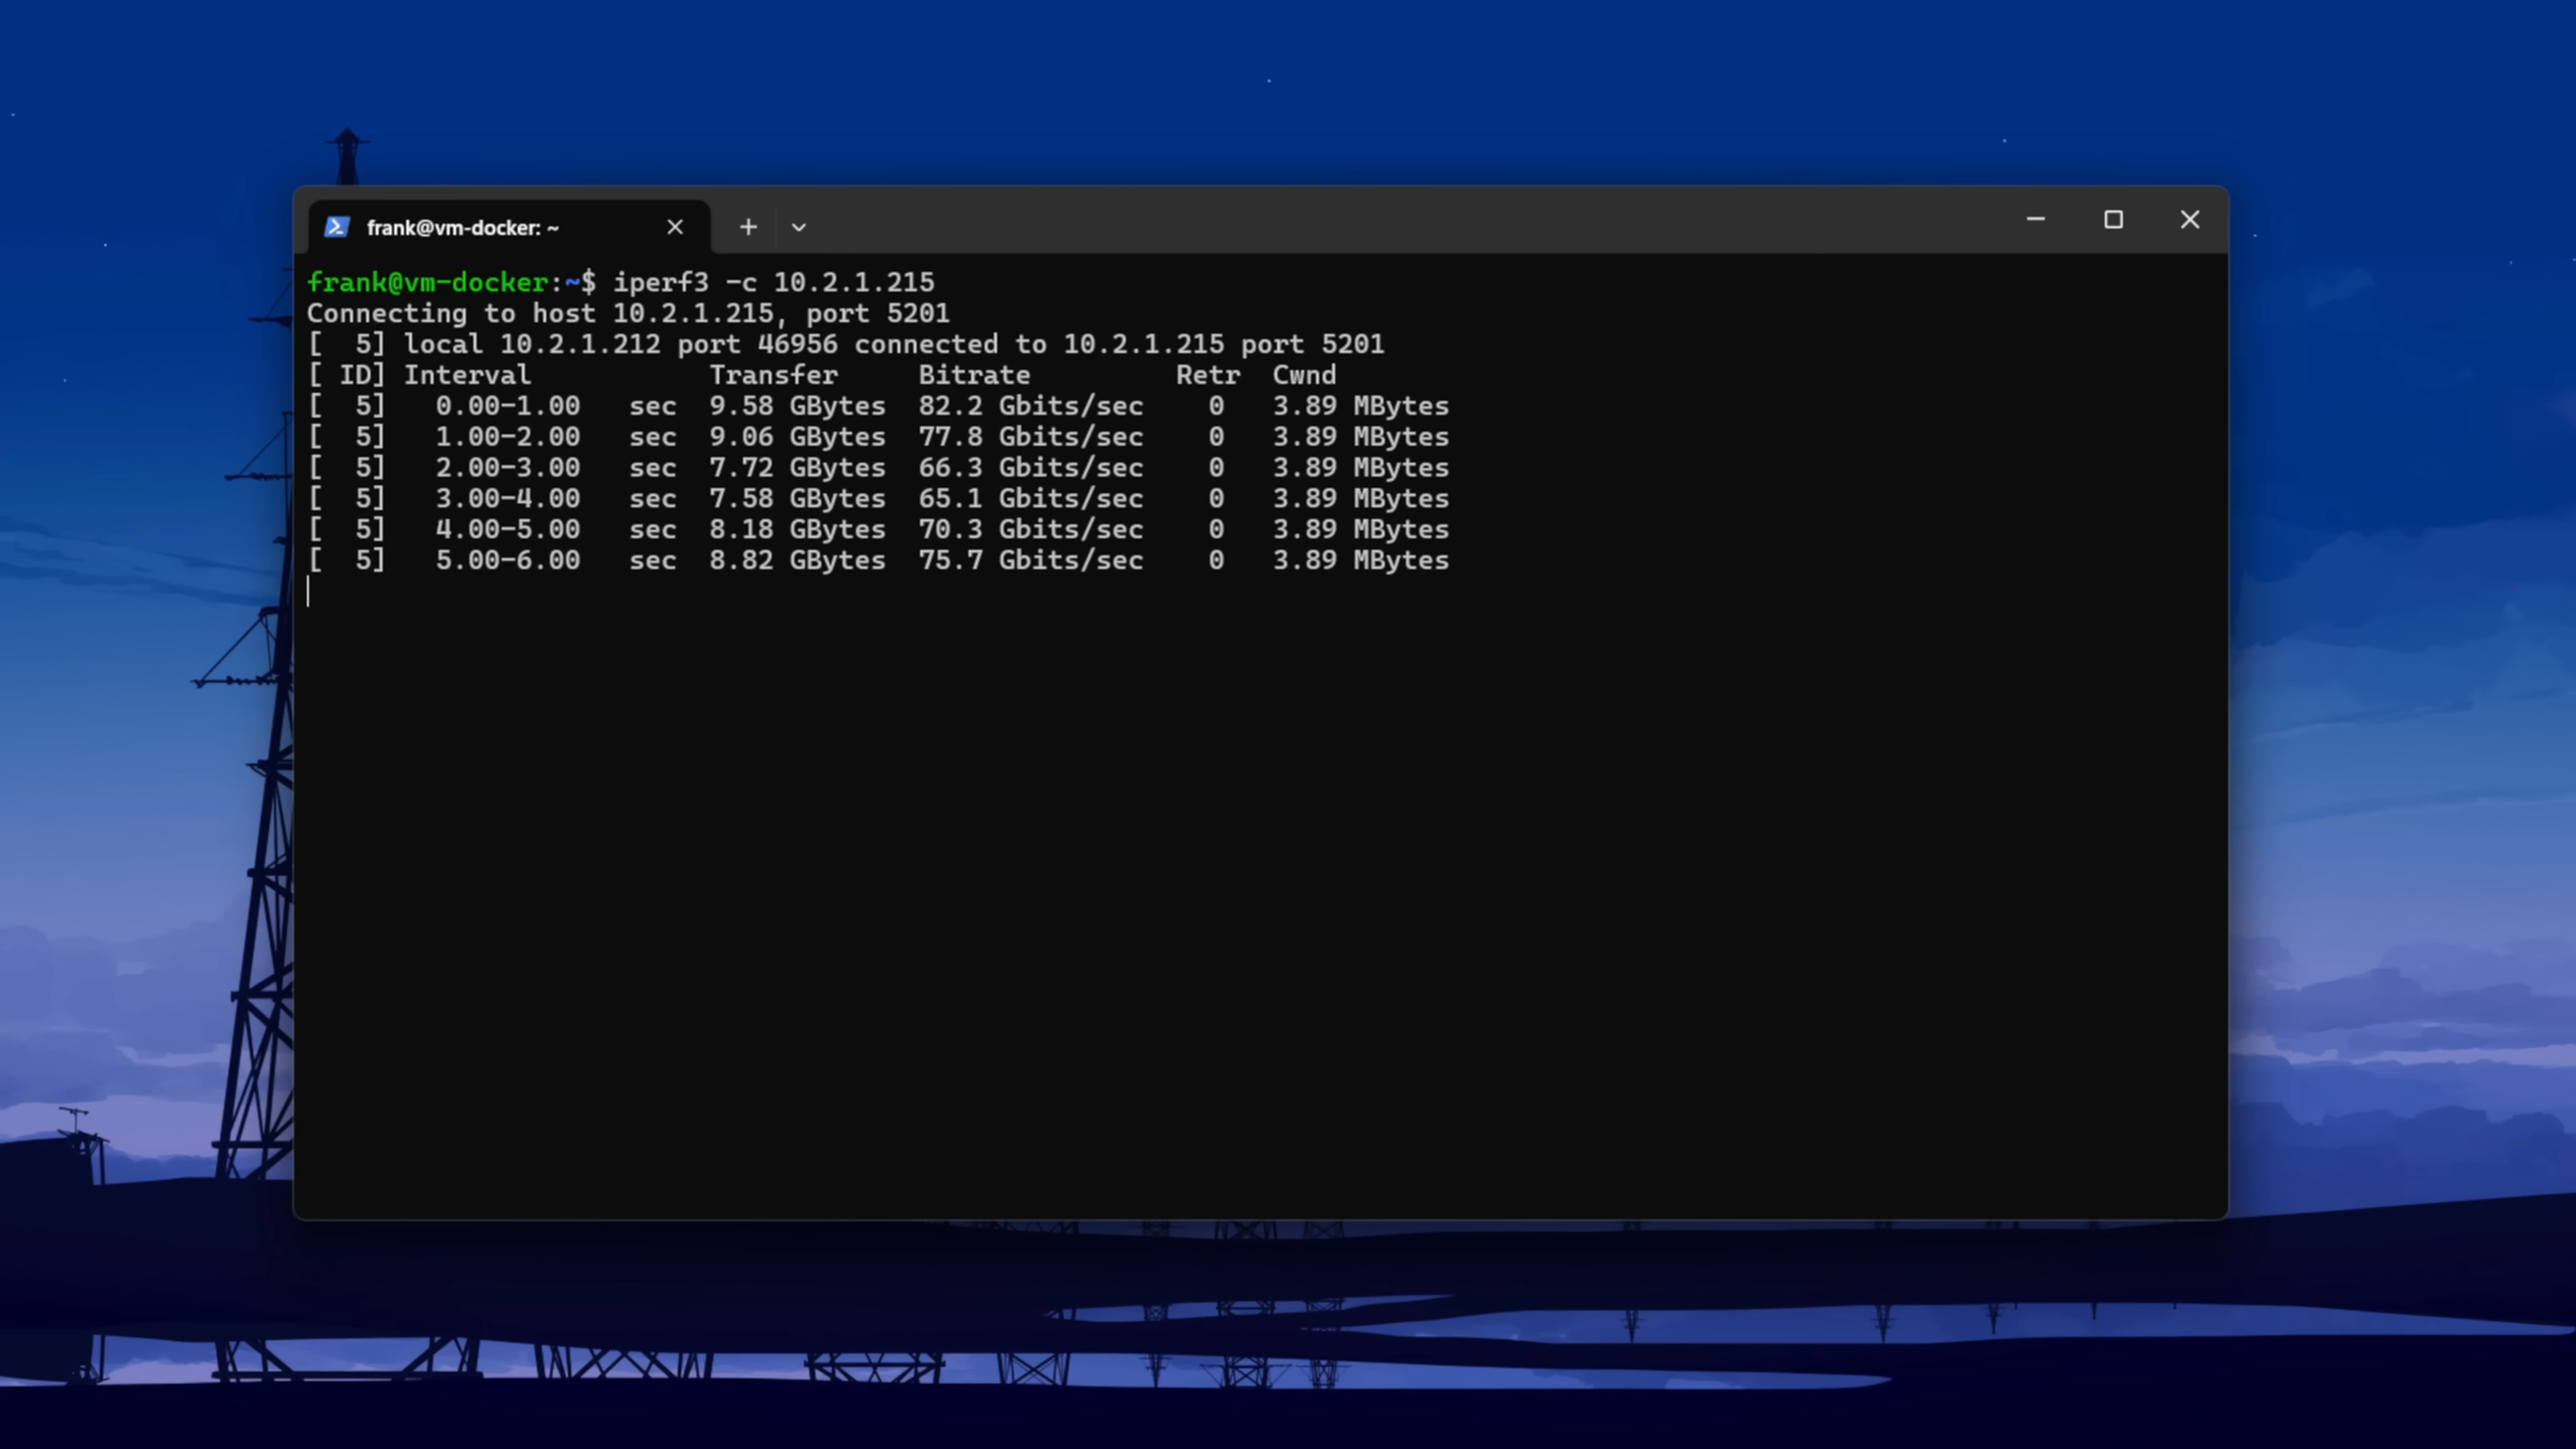 frank@vm-docker: ~
frank@vm-docker:~$ iperf3 -c 10.2.1.215
Connecting to host 10.2.1.215, port 5201
[  5] local 10.2.1.212 port 46956 connected to 10.2.1.215 port 5201
[ ID] Interval           Transfer     Bitrate         Retr  Cwnd
[  5]   0.00-1.00   sec  9.58 GBytes  82.2 Gbits/sec    0   3.89 MBytes
[  5]   1.00-2.00   sec  9.06 GBytes  77.8 Gbits/sec    0   3.89 MBytes
[  5]   2.00-3.00   sec  7.72 GBytes  66.3 Gbits/sec    0   3.89 MBytes
[  5]   3.00-4.00   sec  7.58 GBytes  65.1 Gbits/sec    0   3.89 MBytes
[  5]   4.00-5.00   sec  8.18 GBytes  70.3 Gbits/sec    0   3.89 MBytes
[  5]   5.00-6.00   sec  8.82 GBytes  75.7 Gbits/sec    0   3.89 MBytes